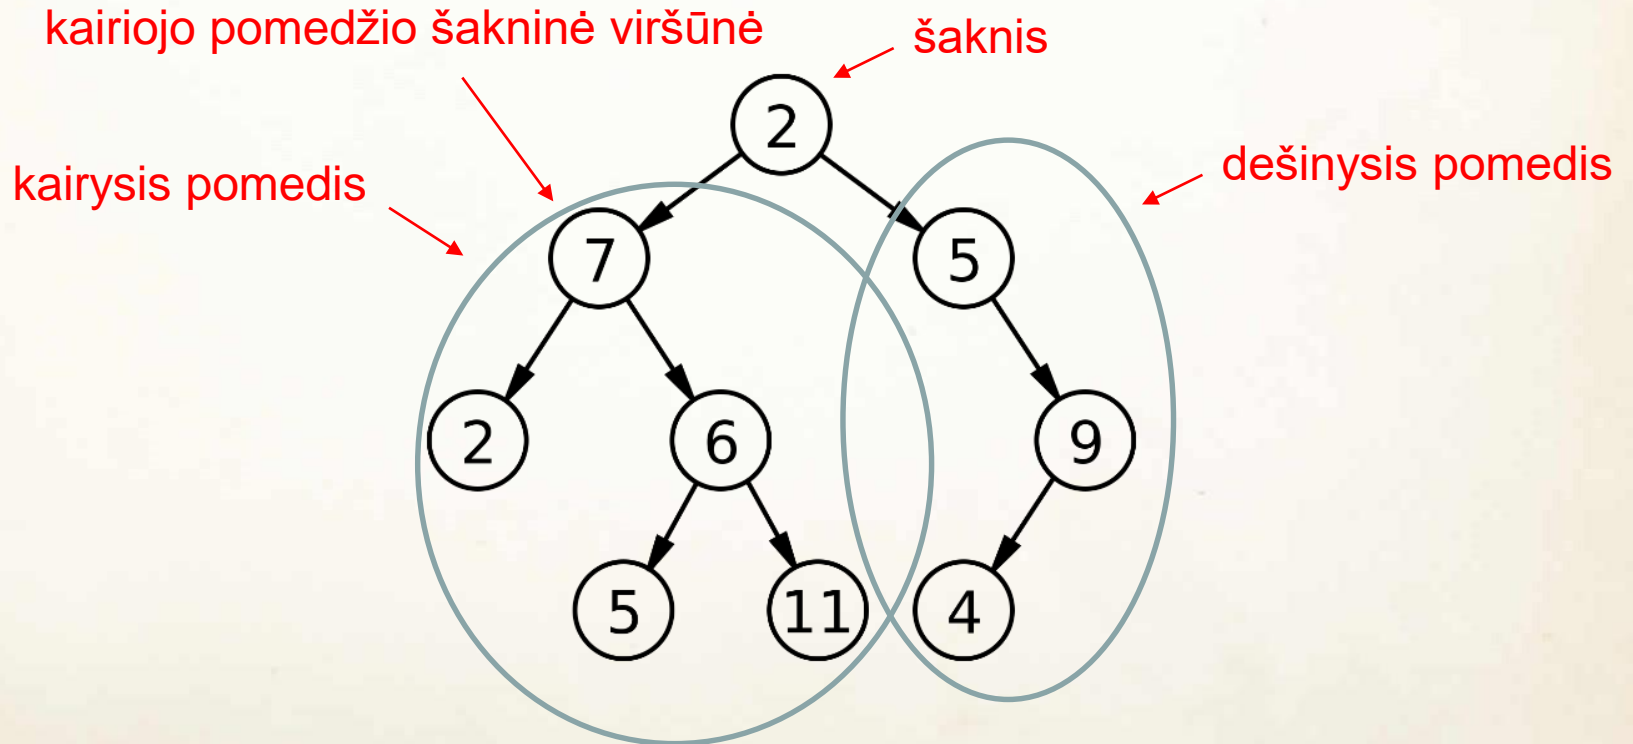 kairiojo pomedžio šakninė viršūnė
šaknis
2
kairysis pomedis
dešinysis pomedis
7
5
2
6
9
5
11
4